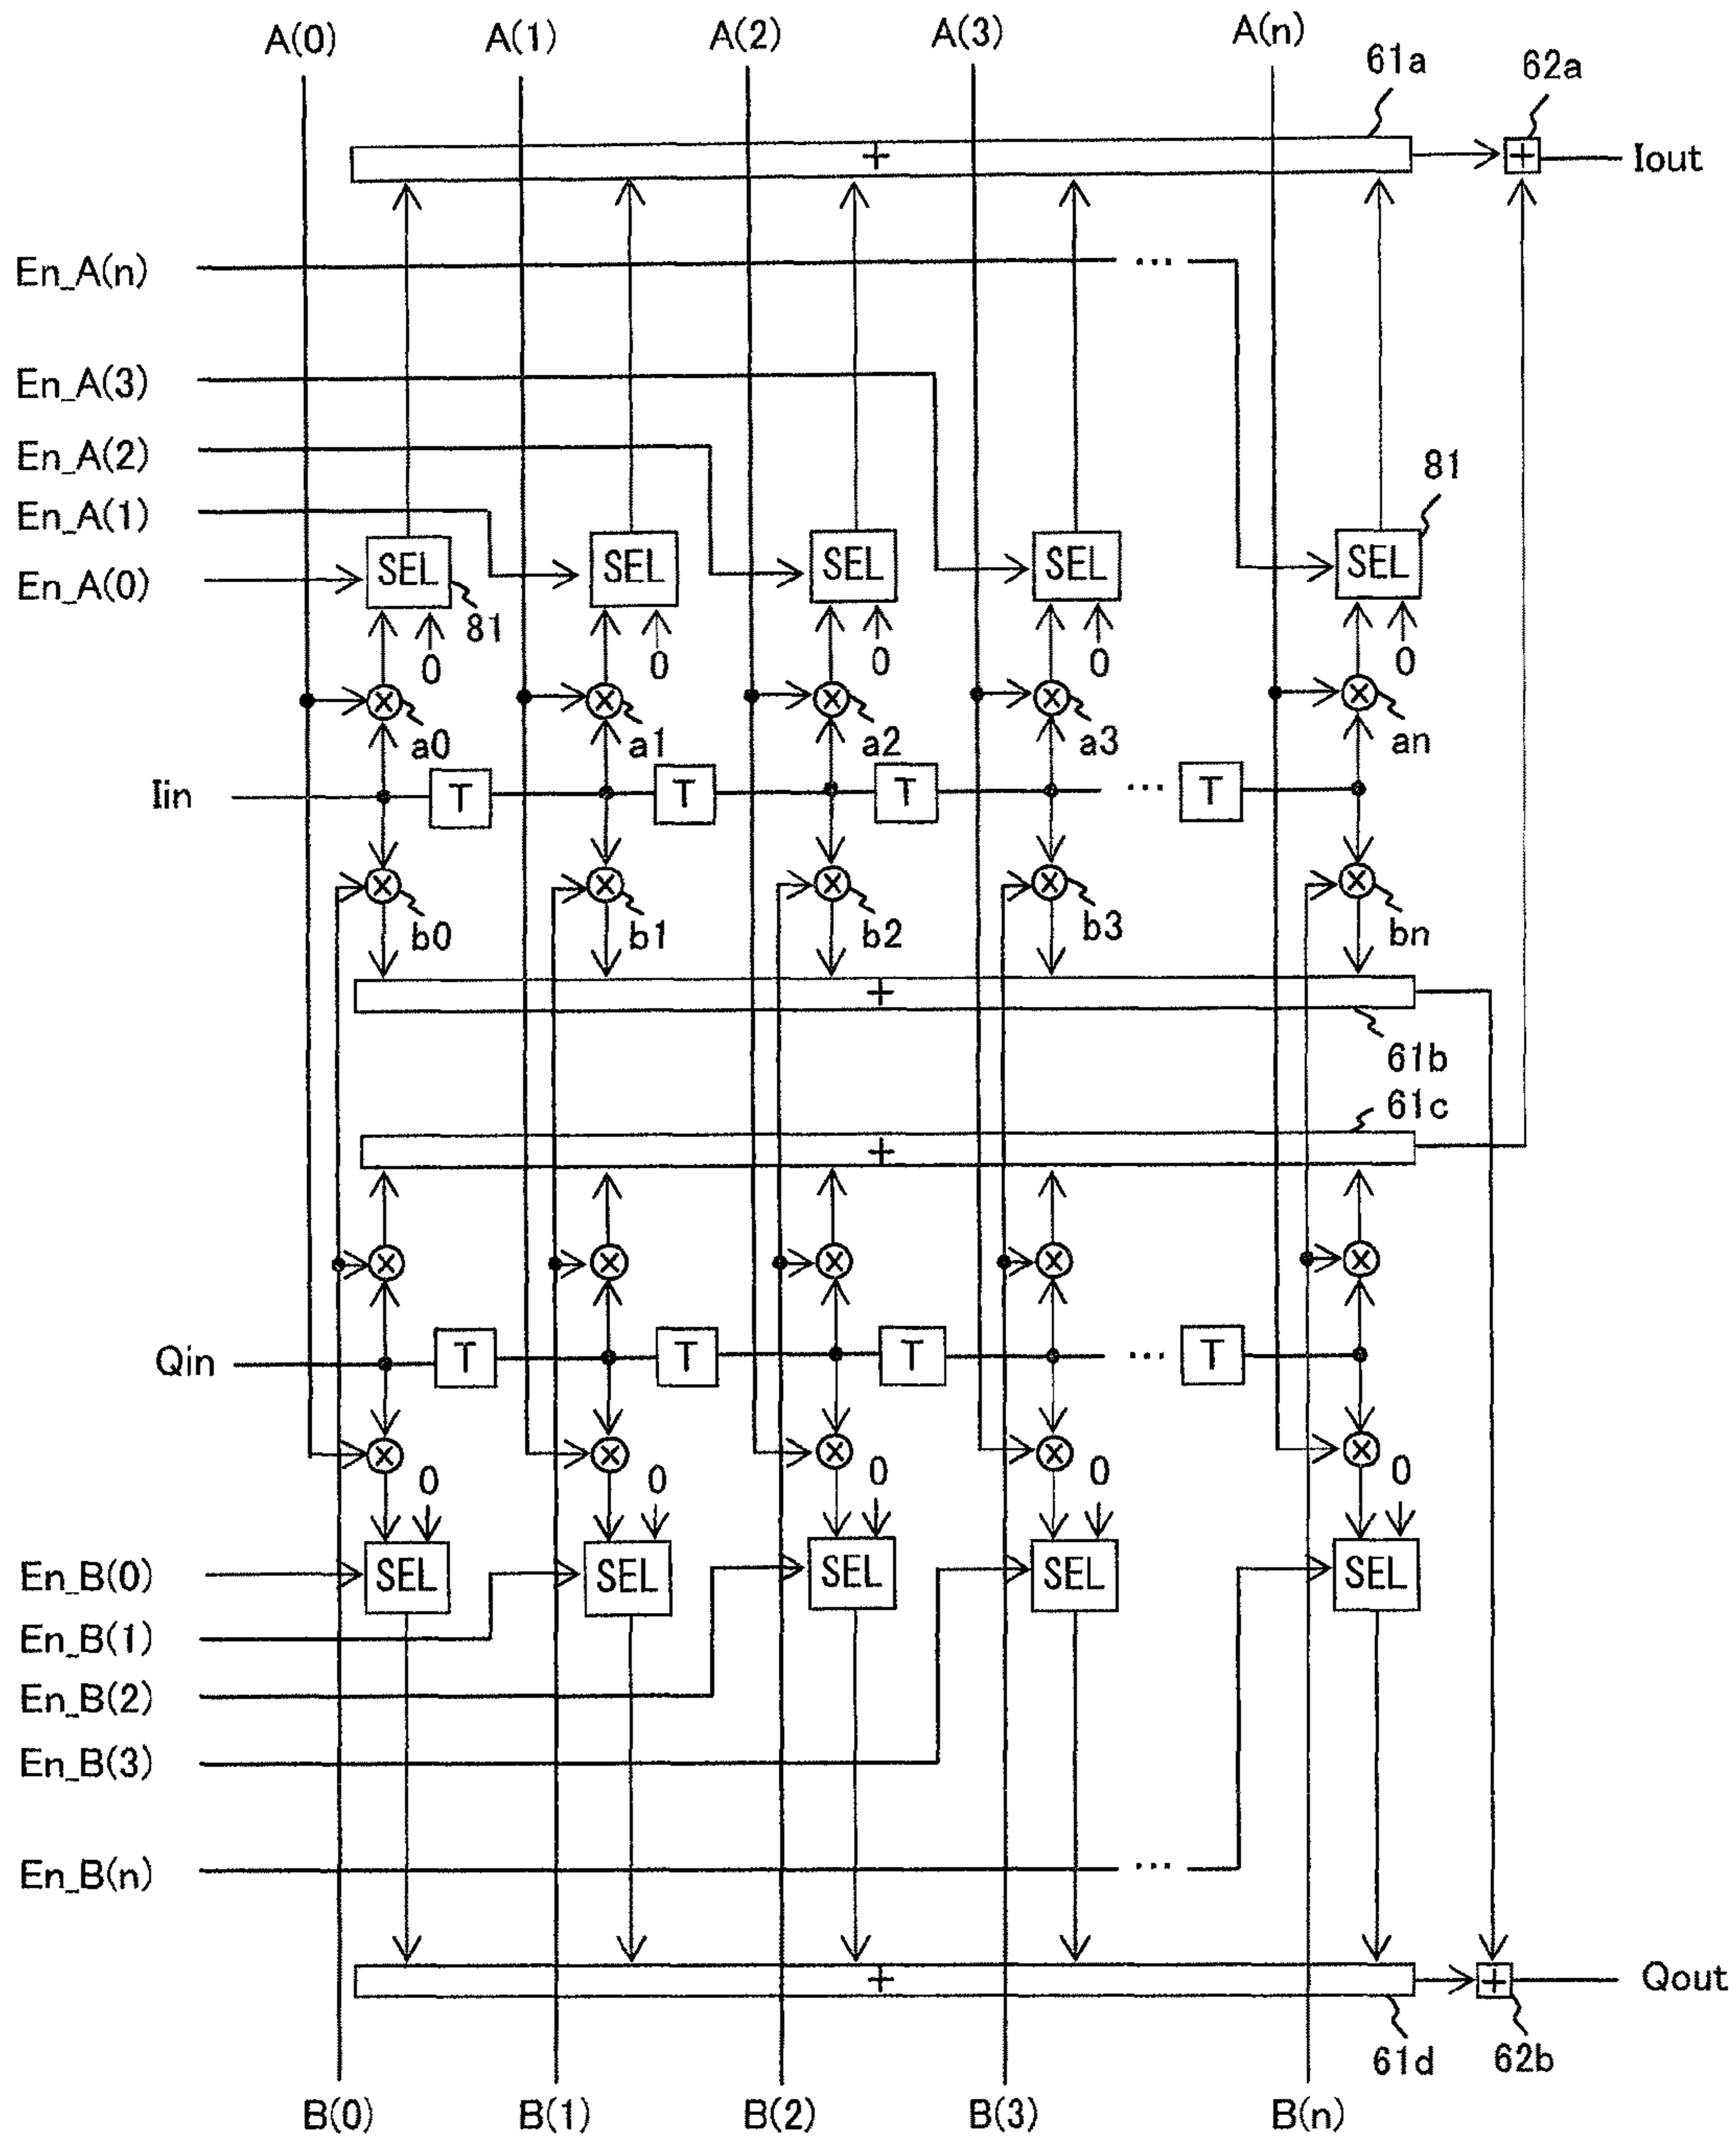 A(0) A(1) A(2) A(3) A(n)
61a 62a
+ + Iout
En_A(n) ...
En_A(3)
En_A(2)
81
En_A(1)
SEL SEL SEL SEL SEL
En_A(0)
81
0 0 0 0 0
a0 a1 a2 a3 an
Iin T T T ... T
b0 b1 b2 b3 bn
+
61b
61c
+
Qin T T T ... T
0 0 0 0 0
En_B(0) SEL SEL SEL SEL SEL
En_B(1)
En_B(2)
En_B(3)
En_B(n) ...
+ + Qout
61d 62b
B(0) B(1) B(2) B(3) B(n)